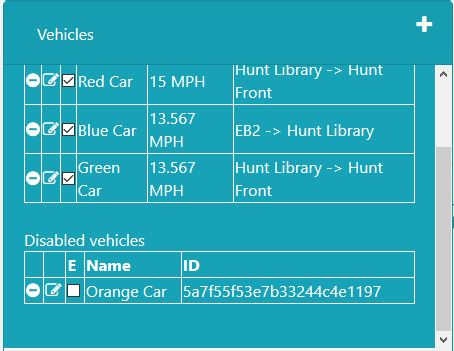 Vehicles
Hunt Library -> Hunt
Red Car 15 MPH Front
13.567
Blue Car MPH EB2 -> Hunt Library
Green 13.567 Hunt Library -> Hunt
Car MPH Front
Disabled vehicles
E Name ID
Orange Car 5a7f55f53e7b33244c4e1197